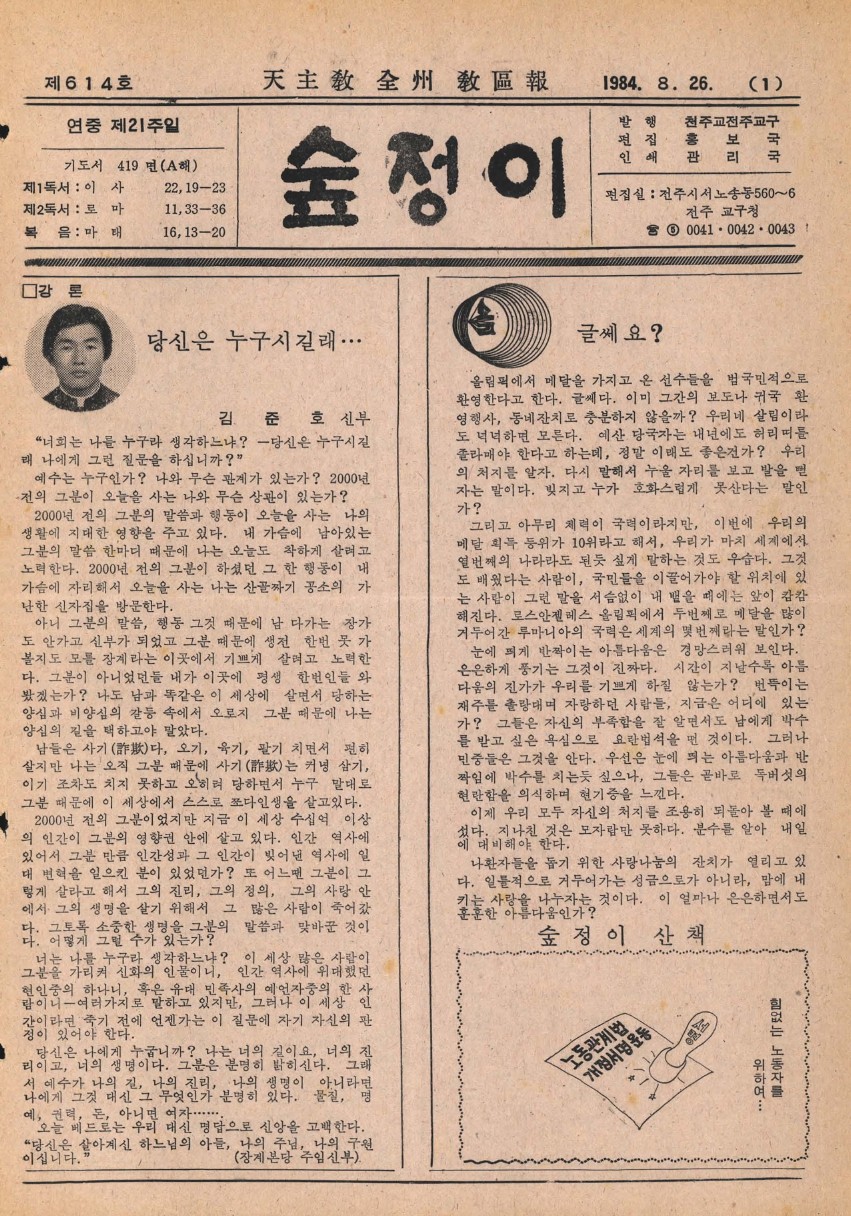 제614호
天主敎 全州 敎區報
1984. 8. 26.
(1)
연중 제21주일
기도서 419 면(A해)
제1독서 : 이 사 22,19—23
제2독서 : 로 마 11,33—36
복 음 : 마 태 16,13—20
숲정이
발 행 천주교전주교구
편 집 홍 보 국
인 쇄 관 리 국
편집실 : 전주시서노송동560~6
전주 교구청
☎ ⑤ 0041・0042・0043
□강 론
당신은 누구시길래…
김 준 호 신부
“너희는 나를 누구라 생각하느냐? —당신은 누구시길
래 나에게 그런 질문을 하십니까?”
예수는 누구인가? 나와 무슨 관계가 있는가? 2000년
전의 그분이 오늘을 사는 나와 무슨 상관이 있는가?
2000년 전의 그분의 말씀과 행동이 오늘을 사는 나의
생활에 지대한 영향을 주고 있다. 내 가슴에 남아있는
그분의 말씀 한마디 때문에 나는 오늘도 착하게 살려고
노력한다. 2000년 전의 그분이 하셨던 그 한 행동이 내
가슴에 자리해서 오늘을 사는 나는 산골짜기 공소의 가
난한 신자집을 방문한다.
아니 그분의 말씀, 행동 그것 때문에 남 다가는 장가
도 안가고 신부가 되었고 그분 때문에 생전 한번 못 가
볼지도 모를 장계라는 이곳에서 기쁘게 살려고 노력한
다. 그분이 아니었던들 내가 이곳에 평생 한번인들 와
봤겠는가? 나도 남과 똑같은 이 세상에 살면서 당하는
양심과 비양심의 갈등 속에서 오로지 그분 때문에 나는
양심의 길을 택하고야 말았다.
남들은 사기(詐欺)다, 오기, 육기, 팔기 치면서 편히
살지만 나는 오직 그분 때문에 사기(詐欺)는 커녕 삼기,
이기 조차도 치지 못하고 오히려 당하면서 누구 말대로
그분 때문에 이 세상에서 스스로 쪼다인생을 살고있다.
2000년 전의 그분이었지만 지금 이 세상 수십억 이상
의 인간이 그분의 영향권 안에 살고 있다. 인간 역사에
있어서 그분 만큼 인간성과 그 인간이 빚어낸 역사에 일
대 변혁을 일으킨 분이 있었던가? 또 어느땐 그분이 그
렇게 살라고 해서 그의 진리, 그의 정의, 그의 사랑 안
에서 그의 생명을 살기 위해서 그 많은 사람이 죽어갔
다. 그토록 소중한 생명을 그분의 말씀과 맞바꾼 것이
다. 어떻게 그럴 수가 있는가?
너는 나를 누구라 생각하느냐? 이 세상 많은 사람이
그분을 가리켜 신화의 인물이니, 인간 역사에 위대했던
현인중의 하나니, 혹은 유대 민족사의 예언자중의 한 사
람이니—여러가지로 말하고 있지만, 그러나 이 세상 인
간이라면 죽기 전에 언젠가는 이 질문에 자기 자신의 판
정이 있어야 한다.
당신은 나에게 누굽니까? 나는 너의 길이요, 너의 진
리이고, 너의 생명이다. 그분은 분명히 밝히신다. 그래
서 예수가 나의 길, 나의 진리, 나의 생명이 아니라면
나에게 그것 대신 그 무엇인가 분명히 있다. 물질, 명
예, 권력, 돈, 아니면 여자……
오늘 베드로는 우리 대신 명답으로 신앙을 고백한다.
“당신은 살아계신 하느님의 아들, 나의 주님, 나의 구원
이십니다.” (장계본당 주임신부)
솜
글쎄요?
올림픽에서 메달을 가지고 온 선수들을 범국민적으로
환영한다고 한다. 글쎄다. 이미 그간의 보도나 귀국 환
영행사, 동네잔치로 충분하지 않을까? 우리네 살림이라
도 넉넉하면 모른다. 예산 당국자는 내년에도 허리띠를
졸라매야 한다고 하는데, 정말 이래도 좋은건가? 우리
의 처지를 알자. 다시 말해서 누울 자리를 보고 발을 뻗
자는 말이다. 빚지고 누가 호화스럽게 못산다는 말인
가?
그리고 아무리 체력이 국력이라지만, 이번에 우리의
메달 획득 등위가 10위라고 해서, 우리가 마치 세계에서
열번째의 나라라도 된듯 싶게 말하는 것도 우습다. 그것
도 배웠다는 사람이, 국민들을 이끌어가야 할 위치에 있
는 사람이 그런 말을 서슴없이 내 뱉을 때에는 앞이 캄캄
해진다. 로스안젤레스 올림픽에서 두번째로 메달을 많이
거두어간 루마니아의 국력은 세계의 몇번째라는 말인가?
눈에 띄게 반짝이는 아름다움은 경망스러워 보인다.
은은하게 풍기는 그것이 진짜다. 시간이 지날수록 아름
다움의 진가가 우리를 기쁘게 하질 않는가? 번뜩이는
재주를 촐랑대며 자랑하던 사람들, 지금은 어디에 있는
가? 그들은 자신의 부족함을 잘 알면서도 남에게 박수
를 받고 싶은 욕심으로 요란법석을 떤 것이다. 그러나
민중들은 그것을 안다. 우선은 눈에 띄는 아름다움과 반
짝임에 박수를 치는듯 싶으나, 그들은 곧바로 독버섯의
현란함을 의식하며 현기증을 느낀다.
이제 우리 모두 자신의 처지를 조용히 되돌아 볼 때에
섰다. 지나친 것은 모자람만 못하다. 분수를 알아 내일
에 대비해야 한다.
나환자들을 돕기 위한 사랑나눔의 잔치가 열리고 있
다. 일률적으로 거두어가는 성금으로가 아니라, 맘에 내
키는 사랑을 나누자는 것이다. 이 얼마나 은은하면서도
훈훈한 아름다움인가?
숲정이 산책
노동관계법
개정서명운동
힘없는 노동자를
위하여…